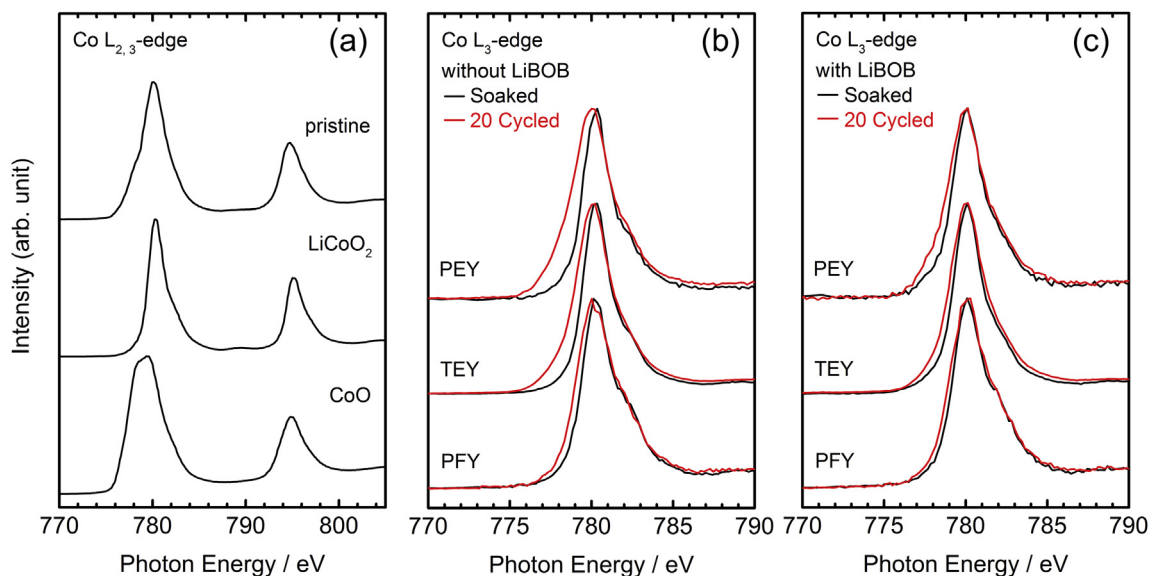 Intensity (arb. unit)
Co L2, 3-edge
(a)
pristine
LiCoO2
CoO
770 780 790 800
Photon Energy / eV
Co L3-edge
(b)
without LiBOB
Soaked
20 Cycled
PEY
TEY
PFY
770 775 780 785 790
Photon Energy / eV
Co L3-edge
(c)
with LiBOB
Soaked
20 Cycled
PEY
TEY
PFY
770 775 780 785 790
Photon Energy / eV